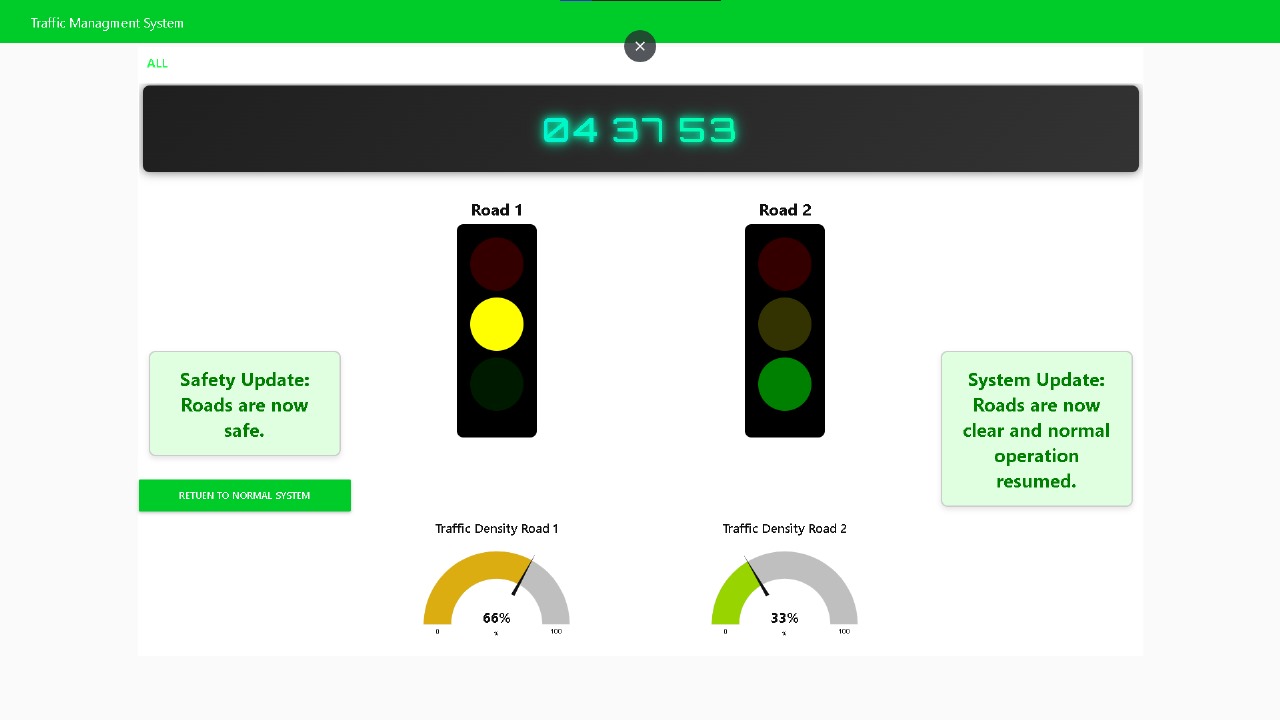 Traffic Managment System
ALL
04 37 53
Road 1
Road 2
Safety Update:
Roads are now
safe.
System Update:
Roads are now
clear and normal
operation
resumed.
RETUEN TO NORMAL SYSTEM
Traffic Density Road 1
Traffic Density Road 2
66%
0
%
100
33%
0
%
100